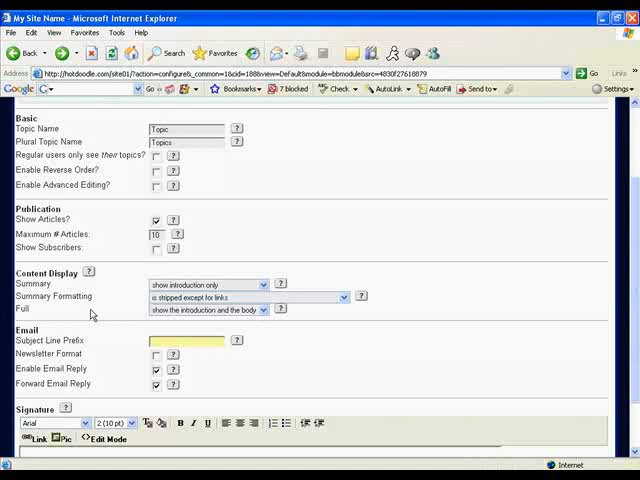 My Site Name - Microsoft Internet Explorer
File Edit View Favorites Tools Help
Back Search Favorites
Address http://hotdoodle.com/site01/?action=configure&_common=1&cid=188&view=Default&module=bbmodule&src=4830f27618879 Go Links
Google G Go Bookmarks 7 blocked Check AutoLink AutoFill Send to Settings
Basic
Topic Name Topic ?
Plural Topic Name Topics ?
Regular users only see their topics? ?
Enable Reverse Order? ?
Enable Advanced Editing? ?
Publication
Show Articles? ?
Maximum # Articles: 10 ?
Show Subscribers: ?
Content Display ?
Summary show introduction only ?
Summary Formatting is stripped except for links ?
Full show the introduction and the body ?
Email
Subject Line Prefix ?
Newsletter Format ?
Enable Email Reply ?
Forward Email Reply ?
Signature ?
Arial 2 (10 pt) B I U
Link Pic Edit Mode
Internet